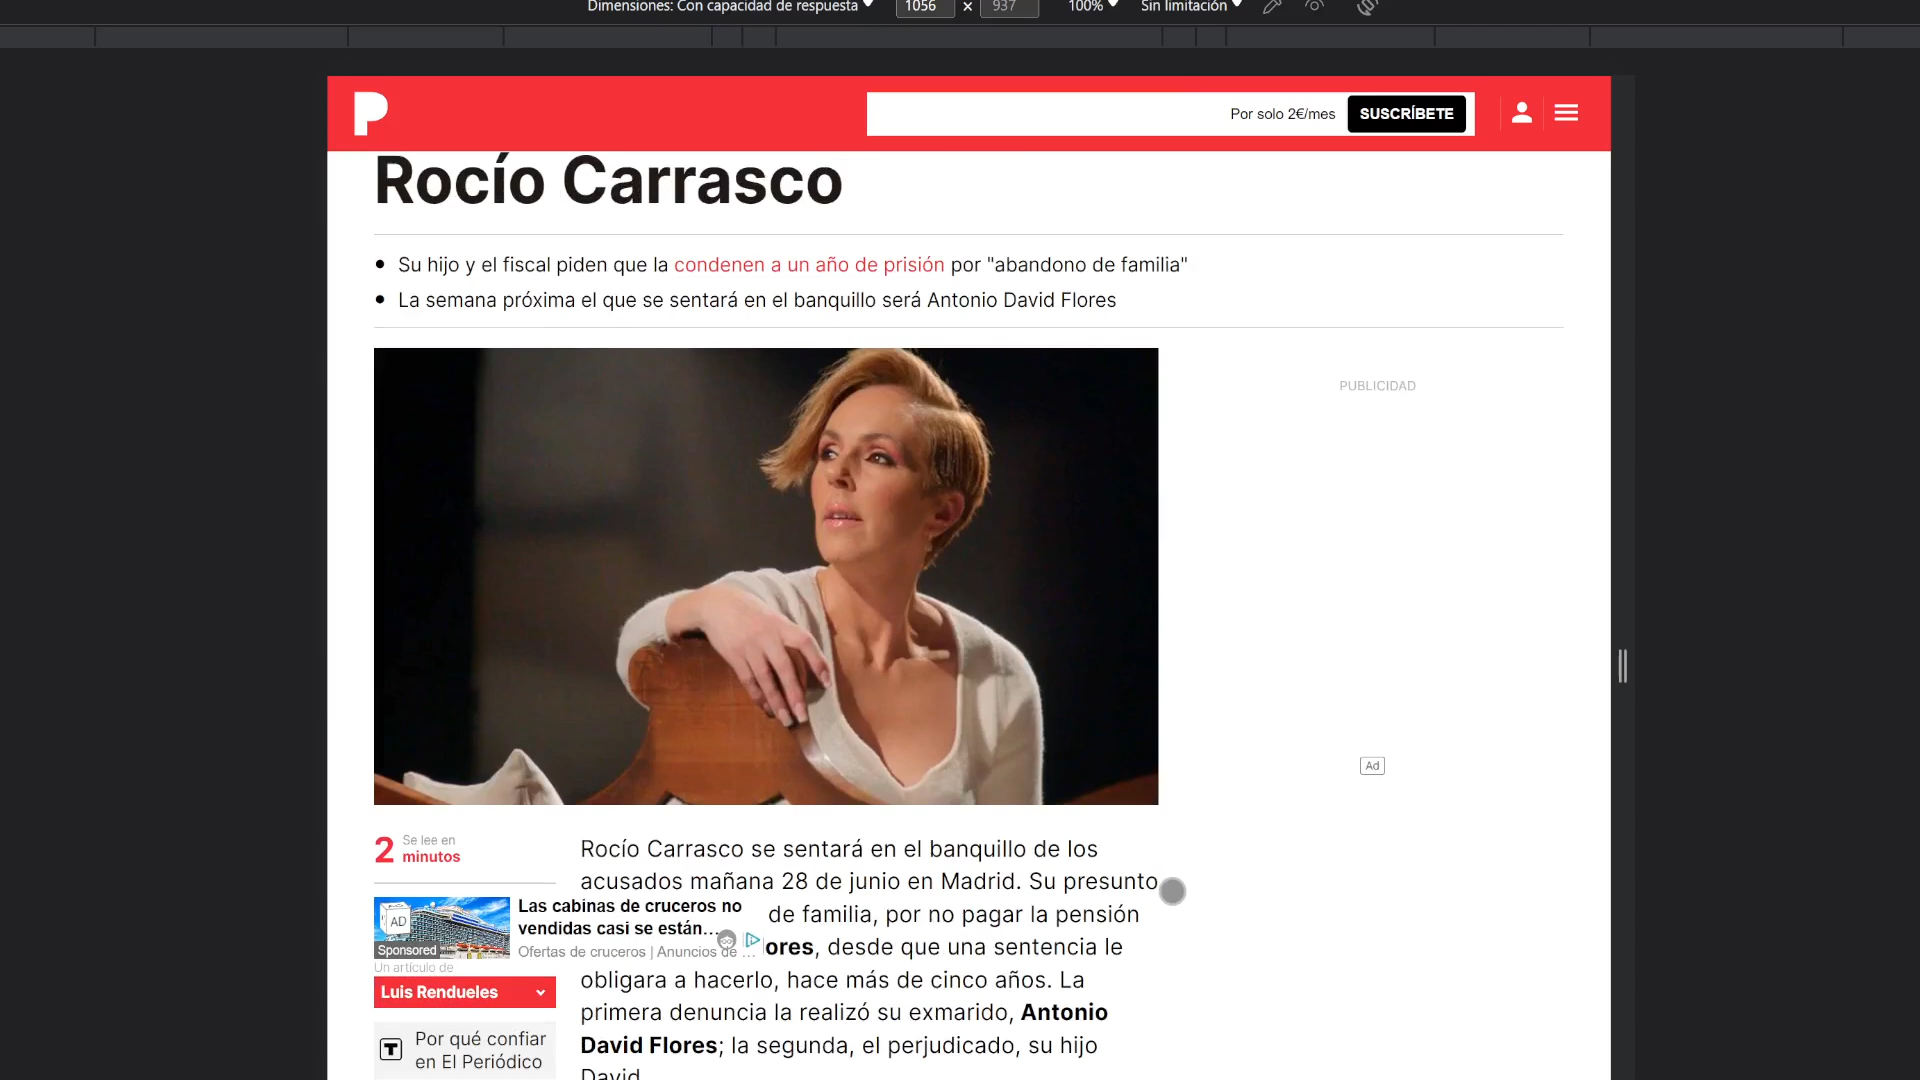 Dimensiones: Con capacidad de respuesta
1056 × 937
100%
Sin limitación
P
Por solo 2€/mes
SUSCRÍBETE
Rocío Carrasco
Su hijo y el fiscal piden que la condenen a un año de prisión por "abandono de familia"
La semana próxima el que se sentará en el banquillo será Antonio David Flores
PUBLICIDAD
Ad
2 Se lee en
minutos
AD
Sponsored
Las cabinas de cruceros no
vendidas casi se están...
Ofertas de cruceros | Anuncios de ...
Un artículo de
Luis Rendueles
T
Por qué confiar
en El Periódico
Rocío Carrasco se sentará en el banquillo de los
acusados mañana 28 de junio en Madrid. Su presunto
de familia, por no pagar la pensión
ores, desde que una sentencia le
obligara a hacerlo, hace más de cinco años. La
primera denuncia la realizó su exmarido, Antonio
David Flores; la segunda, el perjudicado, su hijo
David